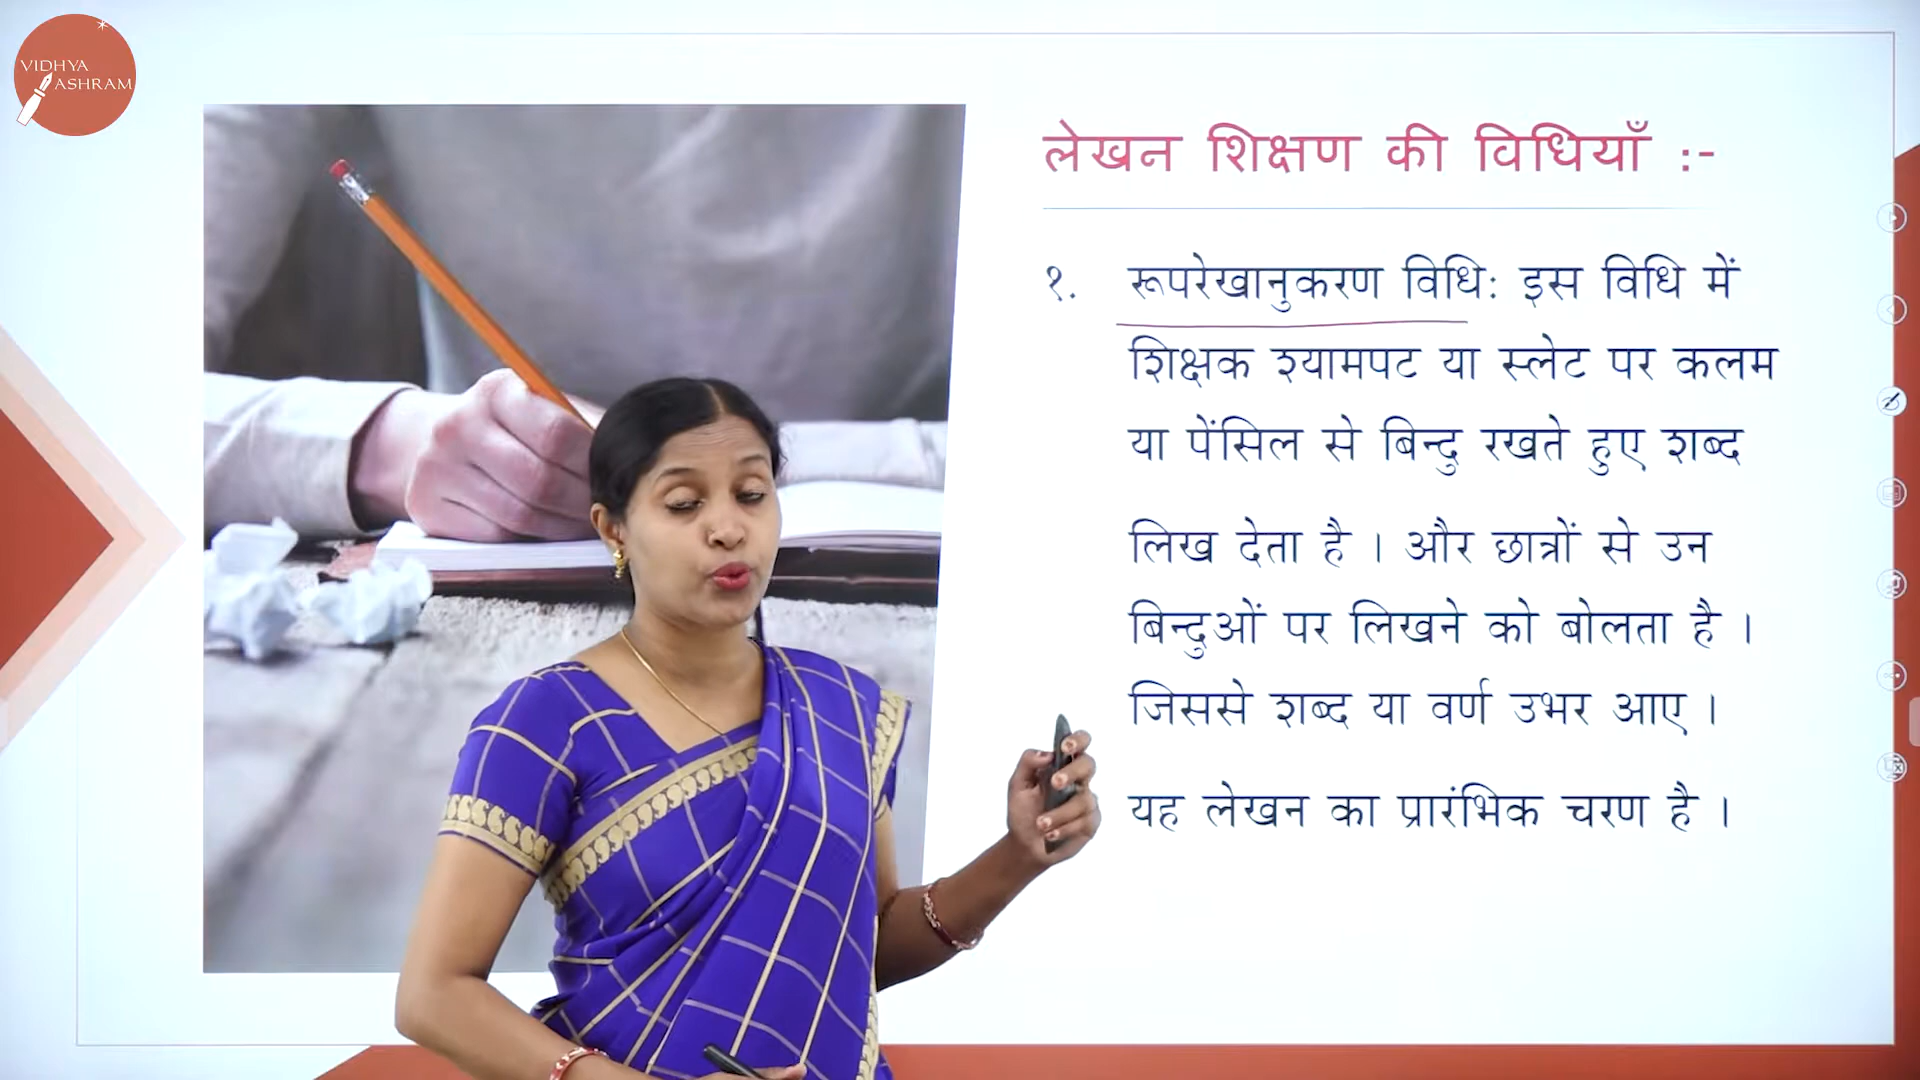 VIDHYA
ASHRAM
लेखन शिक्षण की विधियाँ :-
१. रूपरेखानुकरण विधिः इस विधि में
शिक्षक श्यामपट या स्लेट पर कलम
या पेंसिल से बिन्दु रखते हुए शब्द
लिख देता है । और छात्रों से उन
बिन्दुओं पर लिखने को बोलता है ।
जिससे शब्द या वर्ण उभर आए ।
यह लेखन का प्रारंभिक चरण है ।